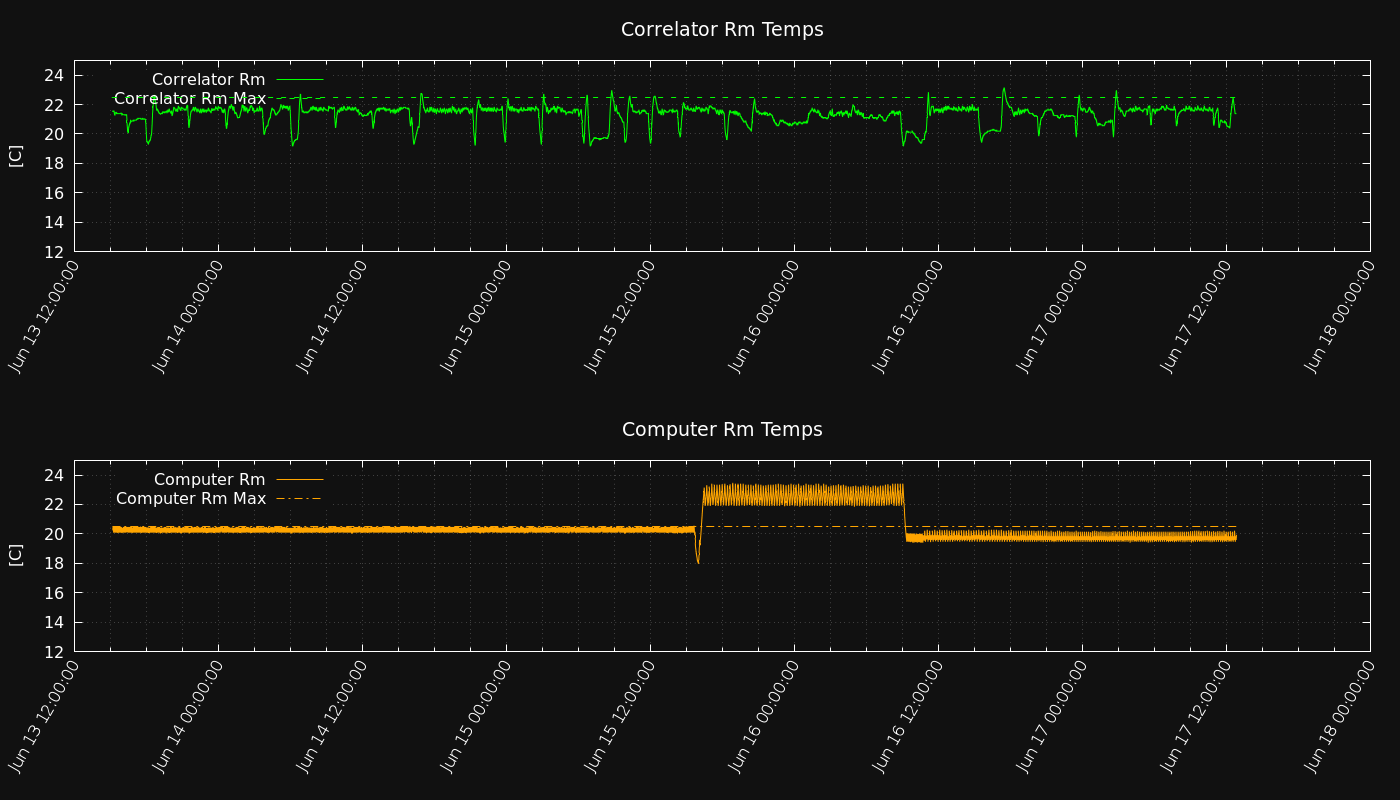 Correlator Rm Temps
Correlator Rm
Correlator Rm Max
24
22
20
18
16
14
12
[C]
Jun 13 12:00:00
Jun 14 00:00:00
Jun 14 12:00:00
Jun 15 00:00:00
Jun 15 12:00:00
Jun 16 00:00:00
Jun 16 12:00:00
Jun 17 00:00:00
Jun 17 12:00:00
Jun 18 00:00:00
Computer Rm Temps
Computer Rm
Computer Rm Max
24
22
20
18
16
14
12
[C]
Jun 13 12:00:00
Jun 14 00:00:00
Jun 14 12:00:00
Jun 15 00:00:00
Jun 15 12:00:00
Jun 16 00:00:00
Jun 16 12:00:00
Jun 17 00:00:00
Jun 17 12:00:00
Jun 18 00:00:00